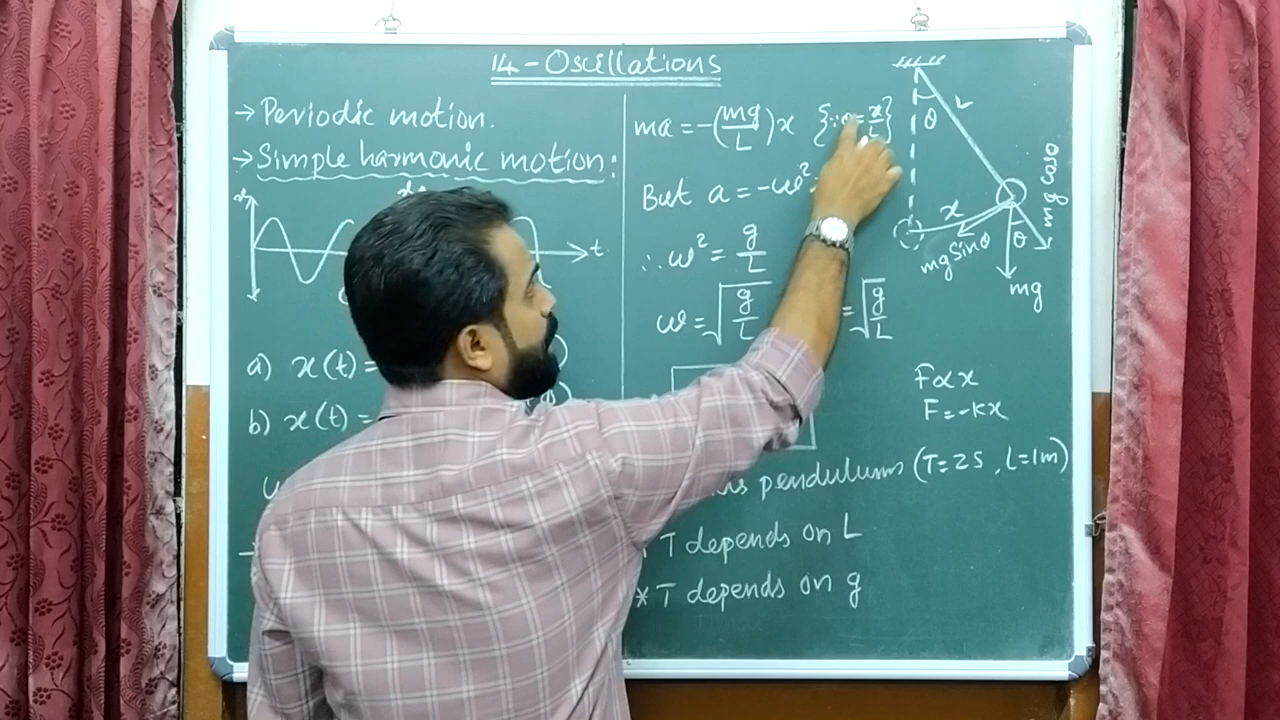 14-Oscillations
→ Periodic motion.
→ Simple harmonic motion:
t
a) x(t)=
b) x(t)=
ma = -(mg/L)x {∵θ=x/L}
But a = -ω²
∴ ω² = g/L
ω = √(g/L) = √(g/L)
pendulum (T=2S, L=1m)
T depends on L
* T depends on g
L
θ
x
mg Sinθ
θ
mg cosθ
mg
F∝x
F=-kx